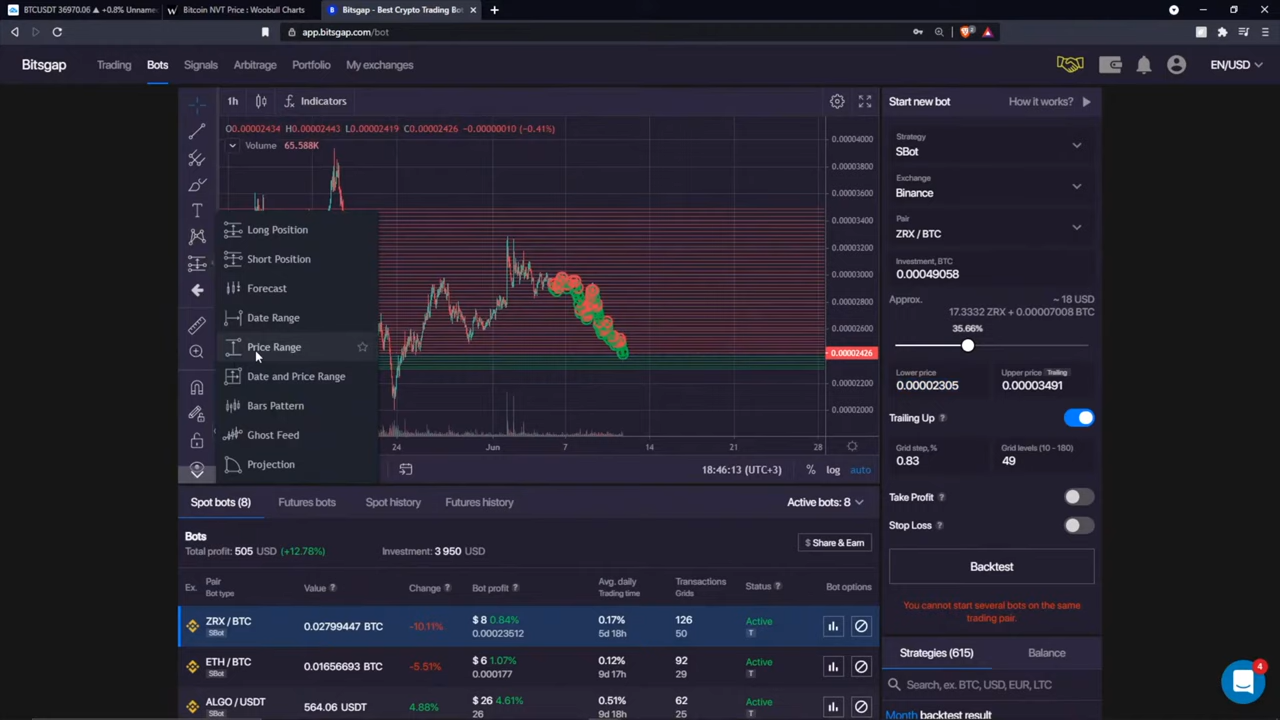 BTCUSDT 36970.06 ▲ +0.8% Unnamed
Bitcoin NVT Price : Woobull Charts
Bitsgap - Best Crypto Trading Bot
app.bitsgap.com/bot
Bitsgap
Trading
Bots
Signals
Arbitrage
Portfolio
My exchanges
EN/USD
1h
Indicators
O0.00002434 H0.00002443 L0.00002419 C0.00002426 -0.00000010 (-0.41%)
Volume 65.588K
0.00004000
0.00003800
0.00003600
0.00003400
0.00003200
0.00003000
0.00002800
0.00002600
0.00002426
0.00002200
0.00002000
Long Position
Short Position
Forecast
Date Range
Price Range
Date and Price Range
Bars Pattern
Ghost Feed
Projection
24
Jun
7
14
21
28
18:46:13 (UTC+3)
%
log
auto
Start new bot
How it works?
Strategy
SBot
Exchange
Binance
Pair
ZRX / BTC
Investment, BTC
0.00049058
Approx.
~ 18 USD
17.3332 ZRX + 0.00007008 BTC
35.66%
Lower price
Upper price Trailing
0.00002305
0.00003491
Trailing Up ?
Grid step, %
Grid levels (10 - 180)
0.83
49
Take Profit ?
Stop Loss ?
Backtest
You cannot start several bots on the same
trading pair.
Strategies (615)
Balance
Search, ex. BTC, USD, EUR, LTC
Month backtest result
Spot bots (8)
Futures bots
Spot history
Futures history
Active bots: 8
Bots
Total profit: 505 USD (+12.78%)
Investment: 3 950 USD
$ Share & Earn
Ex.
Pair
Bot type
Value ?
Change ?
Bot profit ?
Avg. daily
Trading time
Transactions
Grids
Status ?
Bot options
ZRX / BTC
SBot
0.02799447 BTC
-10.11%
$ 8 0.84%
0.00023512
0.17%
5d 18h
126
50
Active
T
ETH / BTC
SBot
0.01656693 BTC
-5.51%
$ 6 1.07%
0.000177
0.12%
9d 17h
92
29
Active
T
ALGO / USDT
SBot
564.06 USDT
4.88%
$ 26 4.61%
26
0.51%
9d 18h
62
25
Active
T
4